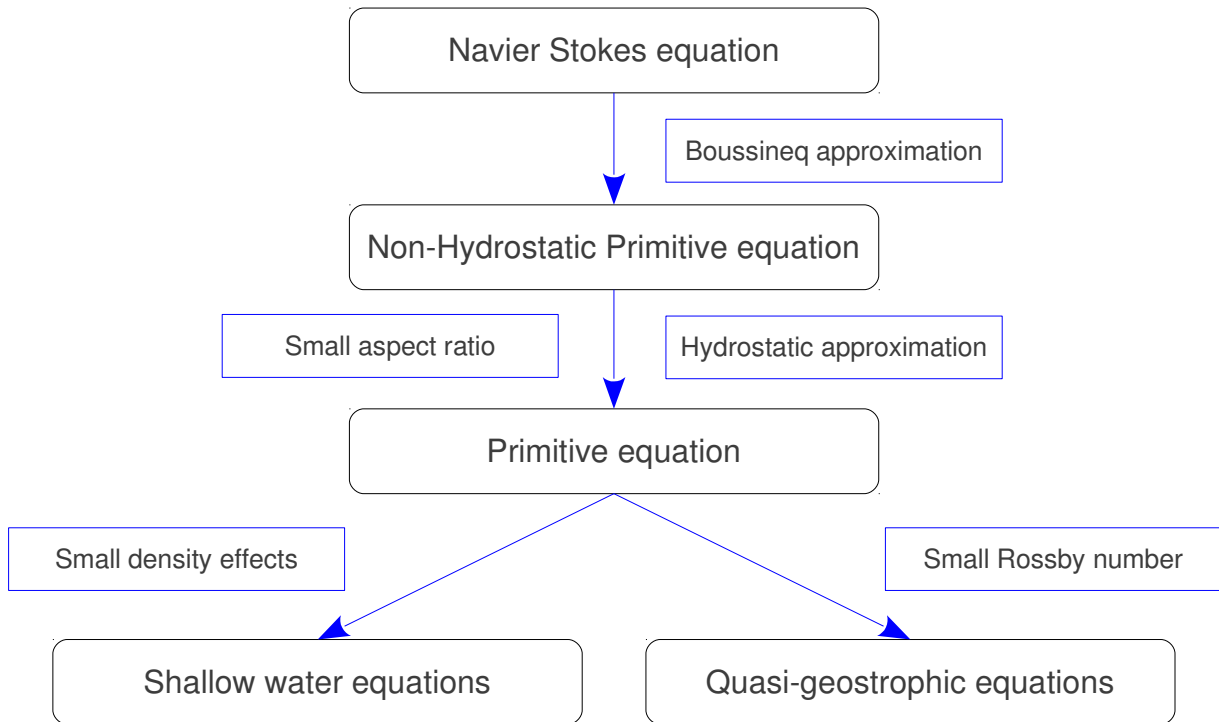 Navier Stokes equation
Boussineq approximation
Non-Hydrostatic Primitive equation
Small aspect ratio
Hydrostatic approximation
Primitive equation
Small density effects
Small Rossby number
Shallow water equations
Quasi-geostrophic equations